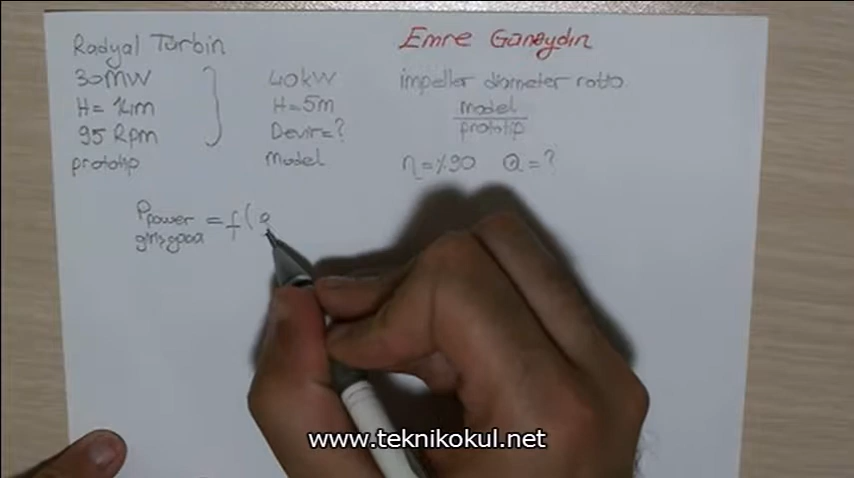 Radyal Türbin
30MW
H= 14m
95 Rpm
prototip
40kW
H=5m
Devir=?
Model
Emre Günaydın
impeller diameter ratio
model
prototip
η=%90 Q=?
Ppower = f(
giriş gücü
www.teknikokul.net